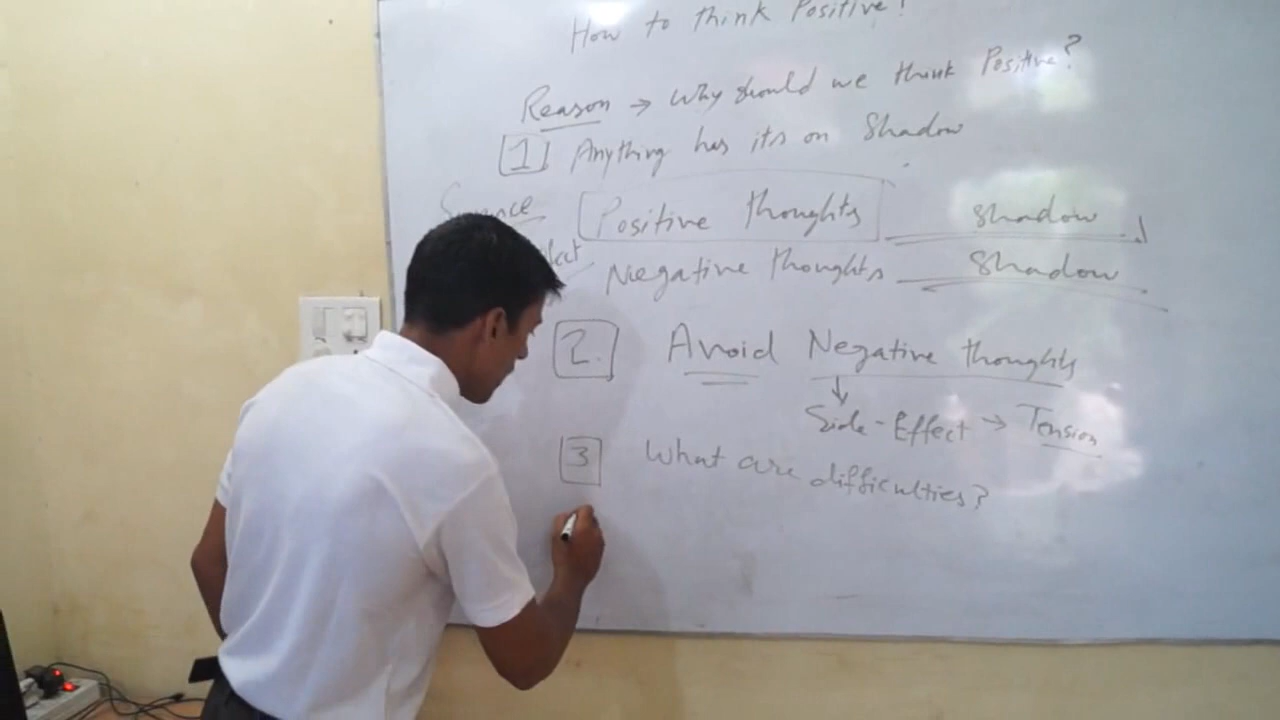 How to think Positive!
Reason → Why should we think Positive?
1 Anything has its on Shadow
Science Positive thoughts shadow
Negative thoughts shadow
2. Avoid Negative thoughts
Side-Effect → Tension
3 What are difficulties?